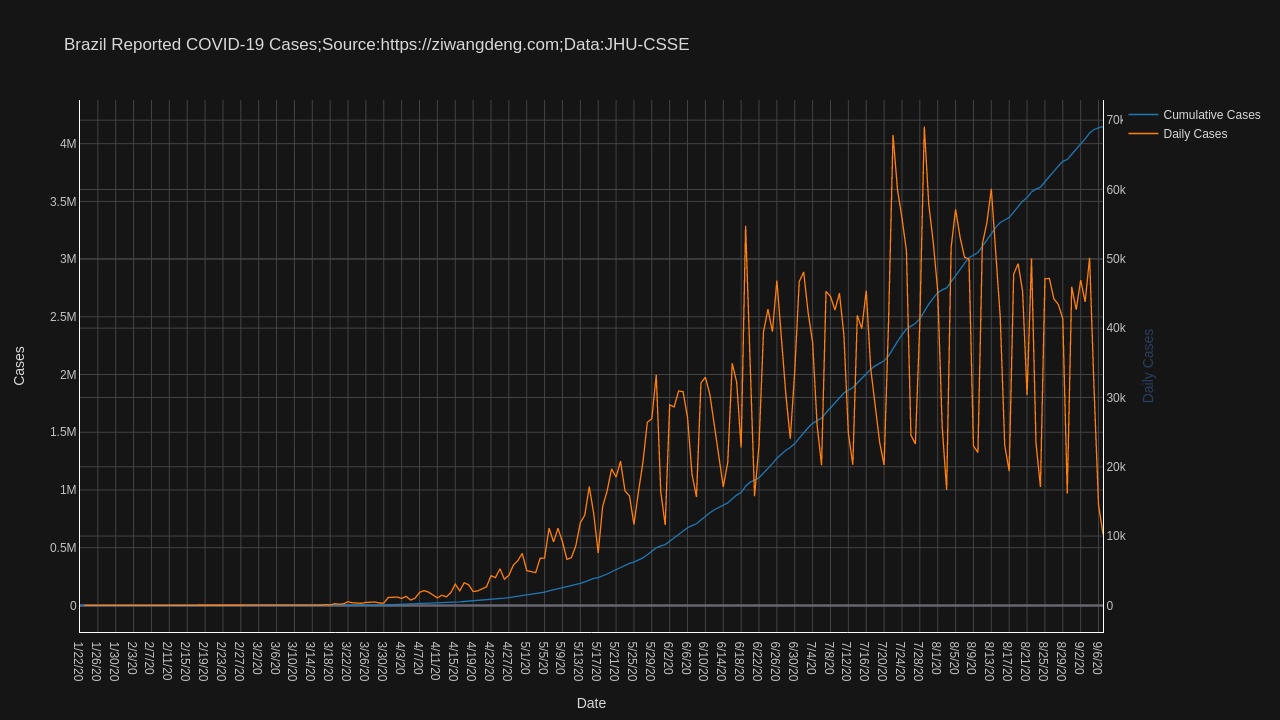 Brazil Reported COVID-19 Cases;Source:https://ziwangdeng.com;Data:JHU-CSSE
Cumulative Cases
Daily Cases
4M
3.5M
3M
2.5M
2M
1.5M
1M
0.5M
0
Cases
70k
60k
50k
40k
30k
20k
10k
0
Daily Cases
1/22/20
1/26/20
1/30/20
2/3/20
2/7/20
2/11/20
2/15/20
2/19/20
2/23/20
2/27/20
3/2/20
3/6/20
3/10/20
3/14/20
3/18/20
3/22/20
3/26/20
3/30/20
4/3/20
4/7/20
4/11/20
4/15/20
4/19/20
4/23/20
4/27/20
5/1/20
5/5/20
5/9/20
5/13/20
5/17/20
5/21/20
5/25/20
5/29/20
6/2/20
6/6/20
6/10/20
6/14/20
6/18/20
6/22/20
6/26/20
6/30/20
7/4/20
7/8/20
7/12/20
7/16/20
7/20/20
7/24/20
7/28/20
8/1/20
8/5/20
8/9/20
8/13/20
8/17/20
8/21/20
8/25/20
8/29/20
9/2/20
9/6/20
Date